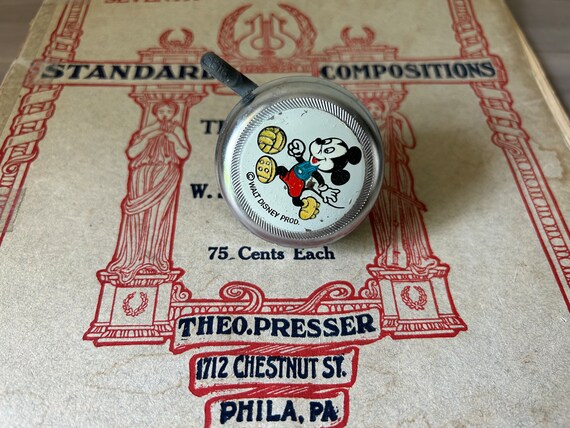 STANDARD COMPOSITIONS
W.
75 Cents Each
THEO. PRESSER
1712 CHESTNUT ST.
PHILA, PA
© WALT DISNEY PROD.